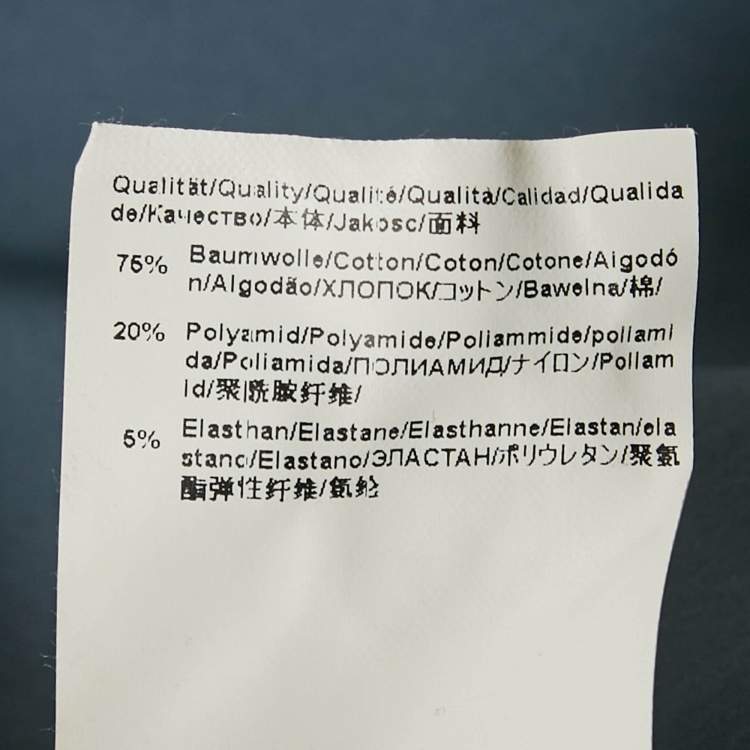 Qualität/Quality/Qualité/Qualità/Calidad/Qualida
de/Качество/本体/Jakosc/面料
75% Baumwolle/Cotton/Coton/Cotone/Algodó
n/Algodão/ХЛОПОК/コットン/Bawelna/棉/
20% Polyamid/Polyamide/Poliammide/poliami
da/Poliamida/ПОЛИАМИД/ナイロン/Poliam
id/聚酰胺纤维/
5% Elasthan/Elastane/Elasthanne/Elastan/ela
stano/Elastano/ЭЛАСТАН/ポリウレタン/聚氨
酯弹性纤维/氨纶